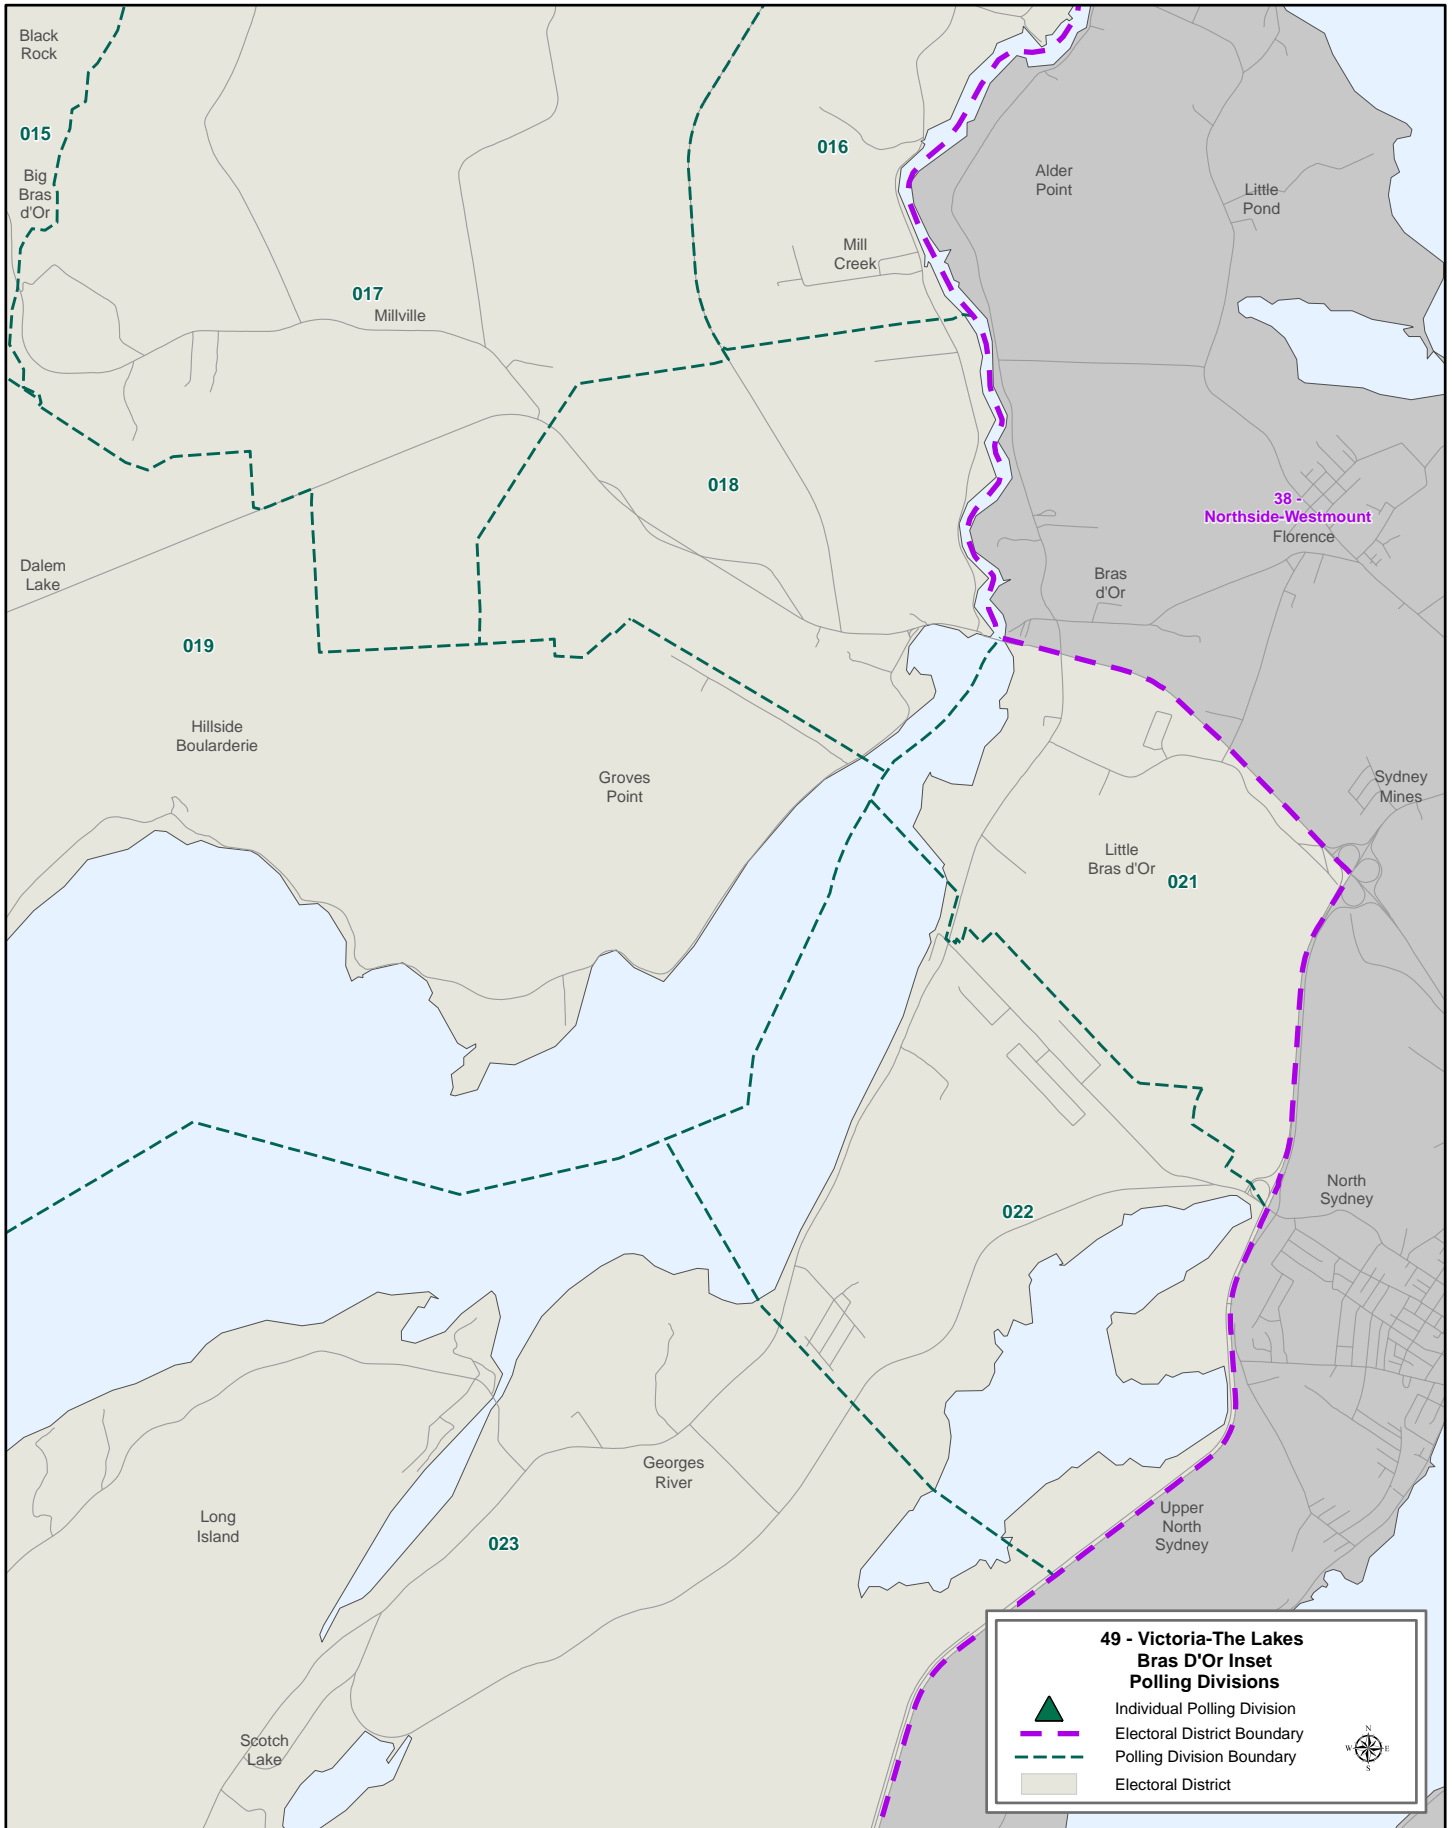 Black
Rock
015
016
Big
Bras
d'Or
Alder
Point
Little
Pond
Mill
Creek
017
Millville
018
38 -
Northside-Westmount
Florence
Dalem
Lake
Bras
d'Or
019
Hillside
Boularderie
Groves
Point
Sydney
Mines
Little
Bras d'Or
021
North
Sydney
022
Georges
River
Long
Island
Upper
North
Sydney
023
Scotch
Lake
49 - Victoria-The Lakes
Bras D'Or Inset
Polling Divisions
Individual Polling Division
Electoral District Boundary
Polling Division Boundary
Electoral District
N
W E
S